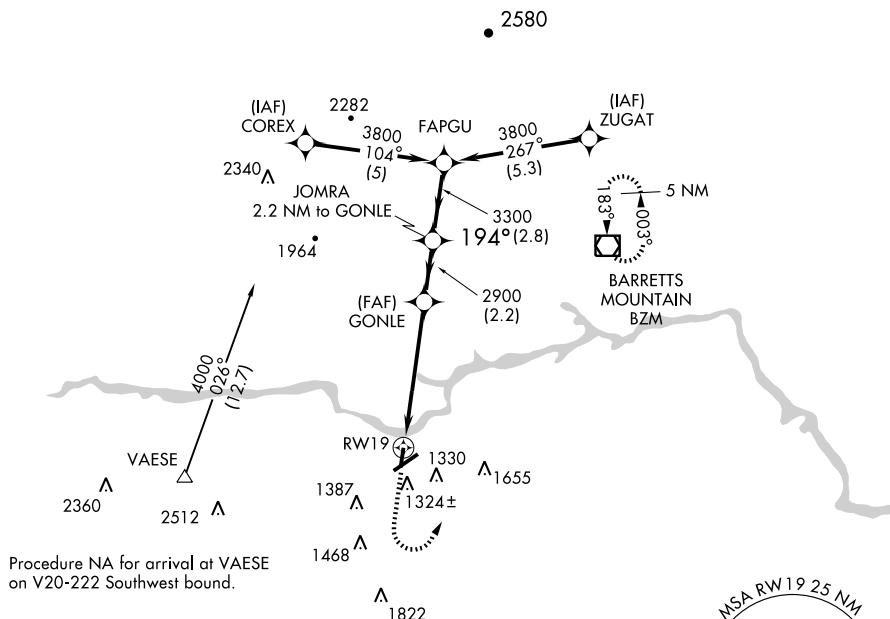 2580
(IAF)
COREX
2282
3800
104°
(5)
FAPGU
3800
267°
(5.3)
(IAF)
ZUGAT
2340
JOMRA
2.2 NM to GONLE
3300
194° (2.8)
183°
003°
5 NM
1964
BARRETTS
MOUNTAIN
BZM
(FAF)
GONLE
2900
(2.2)
4000
026°
(12.7)
VAESE
RW19
1330
1655
2360
2512
1387
1324±
1468
Procedure NA for arrival at VAESE
on V20-222 Southwest bound.
1822
MSA RW19 25 NM